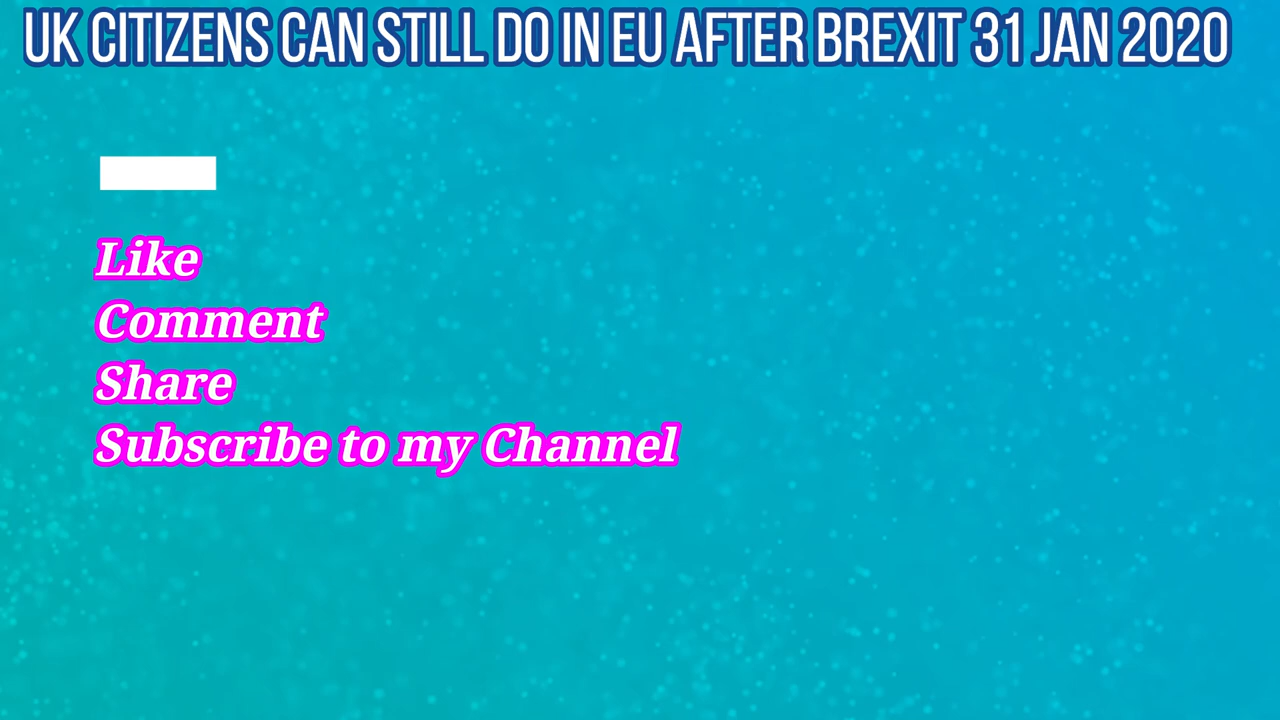 UK CITIZENS CAN STILL DO IN EU AFTER BREXIT 31 JAN 2020
Like
Comment
Share
Subscribe to my Channel